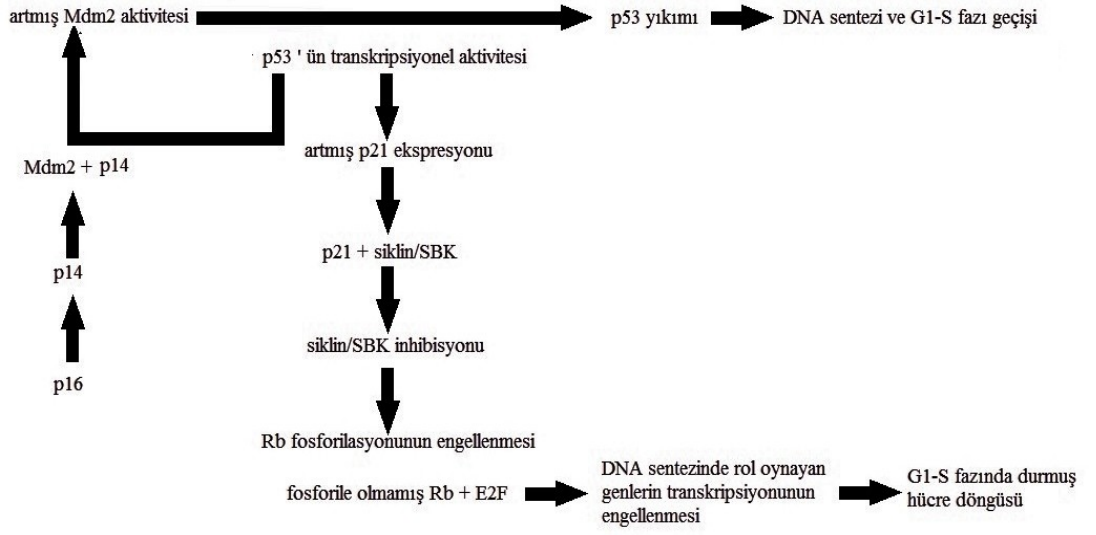 artmış Mdm2 aktivitesi
p53 yıkımı
DNA sentezi ve G1-S fazı geçişi
p53 ' ün transkripsiyonel aktivitesi
artmış p21 ekspresyonu
Mdm2 + p14
p21 + siklin/SBK
p14
siklin/SBK inhibisyonu
p16
Rb fosforilasyonunun engellenmesi
fosforile olmamış Rb + E2F
DNA sentezinde rol oynayan
genlerin transkripsiyonunun
engellenmesi
G1-S fazında durmuş
hücre döngüsü